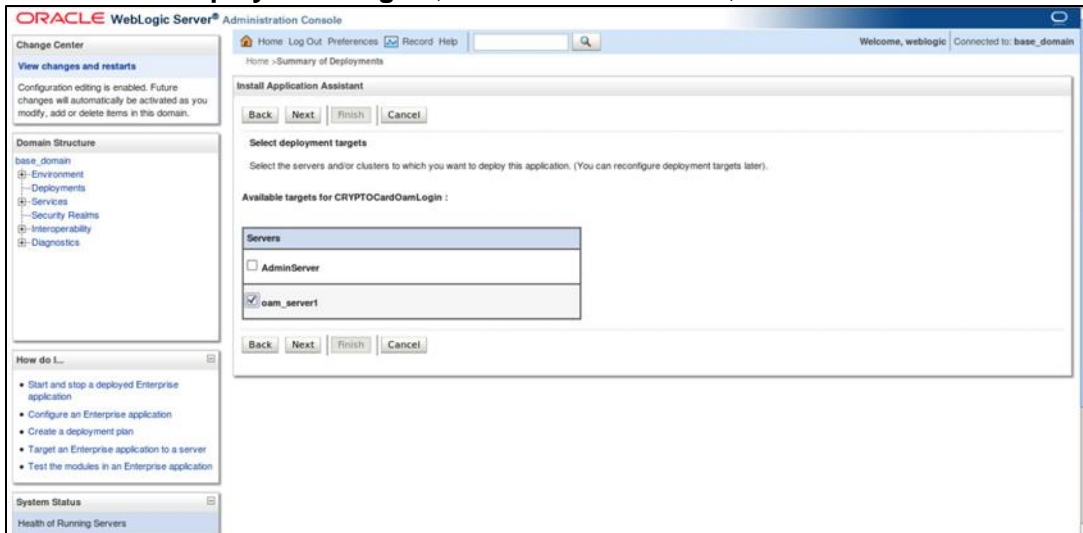 ORACLE WebLogic Server® Administration Console
Change Center
View changes and restarts
Configuration editing is enabled. Future
changes will automatically be activated as you
modify, add or delete items in this domain.
Domain Structure
base_domain
Environment
Deployments
Services
Security Realms
Interoperability
Diagnostics
How do I...
Start and stop a deployed Enterprise
application
Configure an Enterprise application
Create a deployment plan
Target an Enterprise application to a server
Test the modules in an Enterprise application
System Status
Health of Running Servers
Home Log Out Preferences Record Help
Welcome, weblogic Connected to: base_domain
Home >Summary of Deployments
Install Application Assistant
Back Next Finish Cancel
Select deployment targets
Select the servers and/or clusters to which you want to deploy this application. (You can reconfigure deployment targets later).
Available targets for CRYPTOCardOamLogin :
Servers
AdminServer
oam_server1
Back Next Finish Cancel